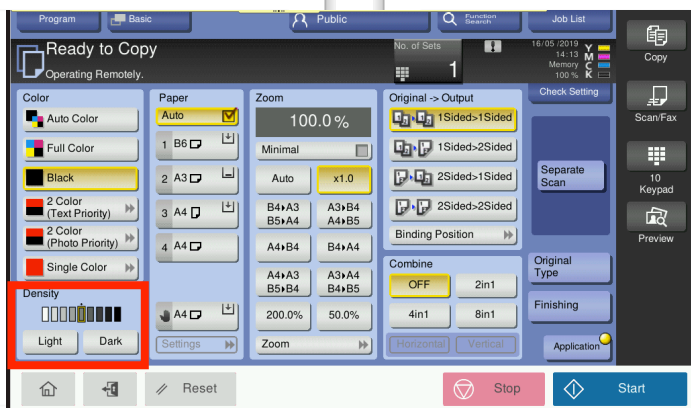 Program
Basic
Public
Function
Search
Job List
Ready to Copy
Operating Remotely.
No. of Sets
1
16/05/2019
14:13
Memory
100 %
Y
M
C
K
Copy
Scan/Fax
10
Keypad
Preview
Color
Auto Color
Full Color
Black
2 Color
(Text Priority)
2 Color
(Photo Priority)
Single Color
Density
Light
Dark
Paper
Auto
1 B6
2 A3
3 A4
4 A4
A4
Settings
Zoom
100.0%
Minimal
Auto
x1.0
B4▸A3
B5▸A4
A3▸B4
A4▸B5
A4▸B4
B4▸A4
A4▸A3
B5▸B4
A3▸A4
B4▸B5
200.0%
50.0%
Zoom
Original -> Output
1Sided>1Sided
1Sided>2Sided
2Sided>1Sided
2Sided>2Sided
Binding Position
Combine
OFF
2in1
4in1
8in1
Horizontal
Vertical
Check Setting
Separate
Scan
Original
Type
Finishing
Application
Reset
Stop
Start